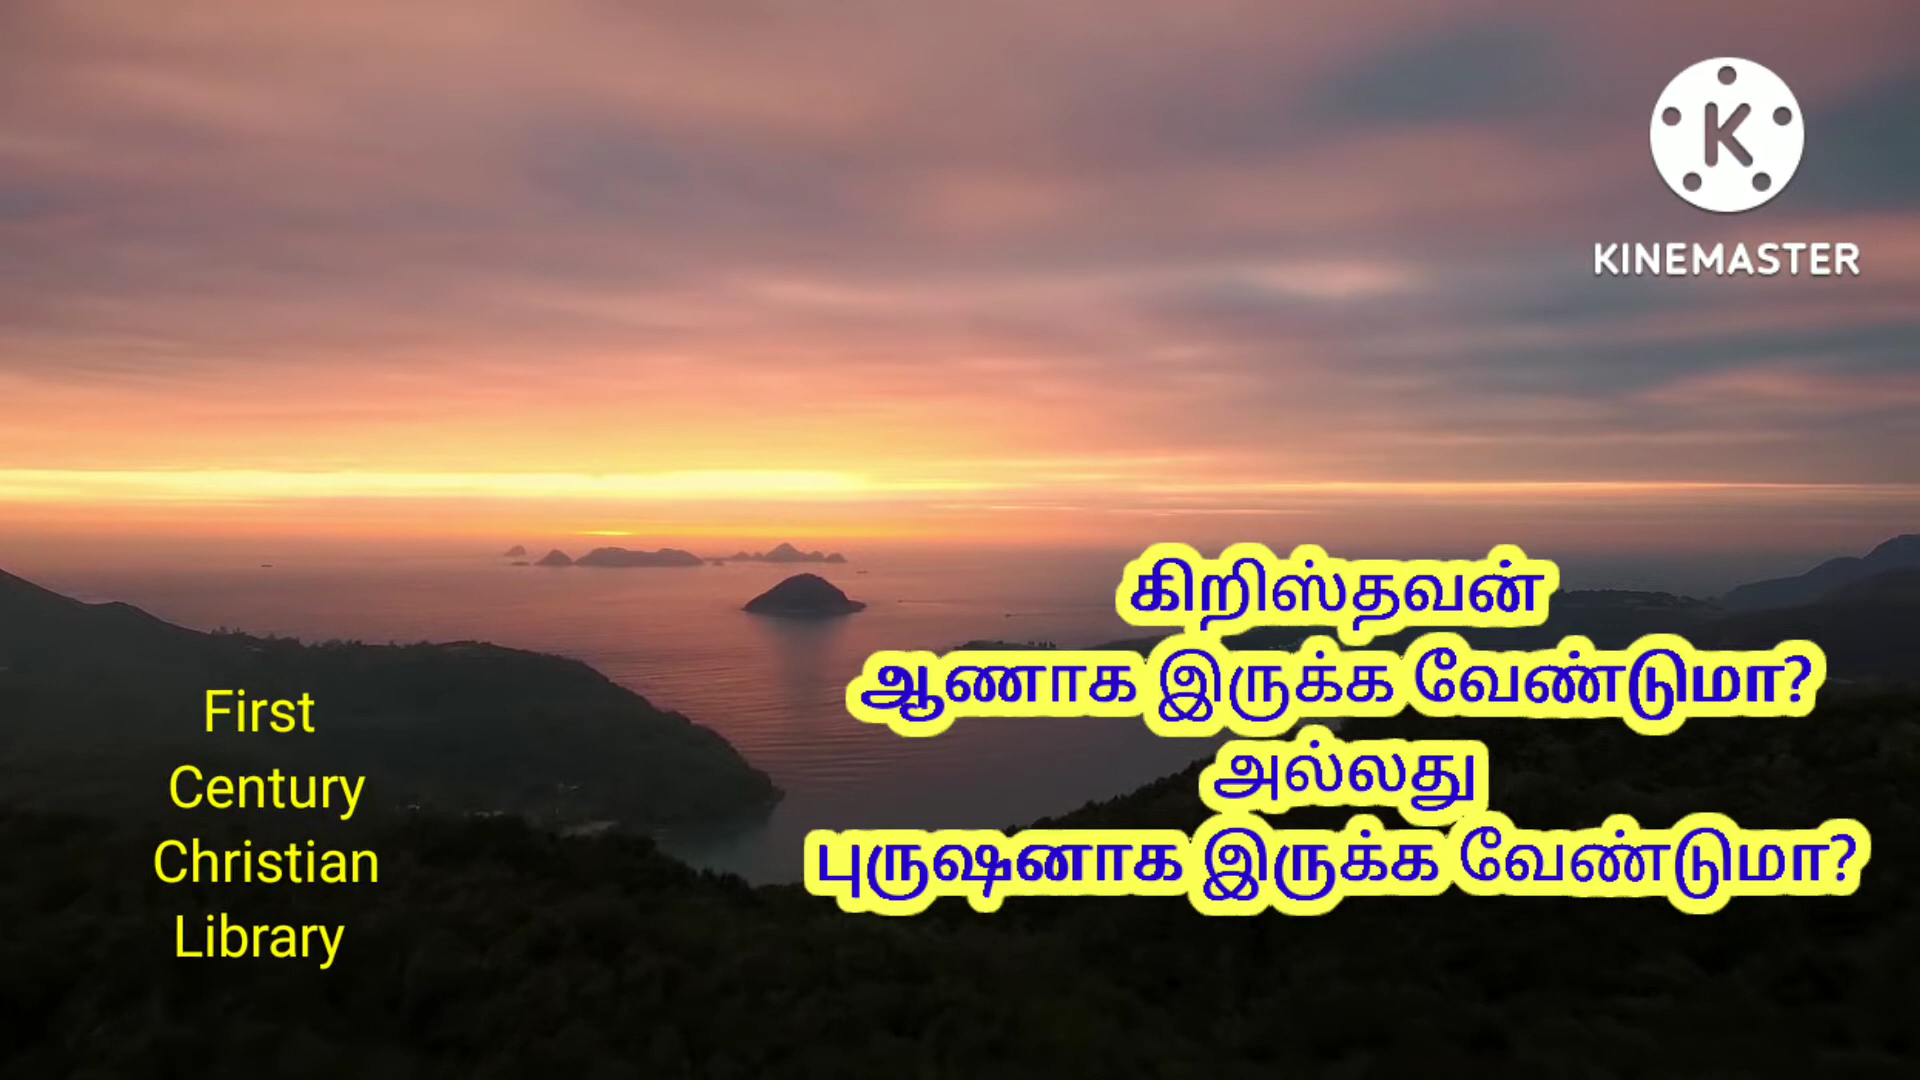 KINEMASTER
கிறிஸ்தவன்
ஆணாக இருக்க வேண்டுமா?
அல்லது
புருஷனாக இருக்க வேண்டுமா?
First
Century
Christian
Library